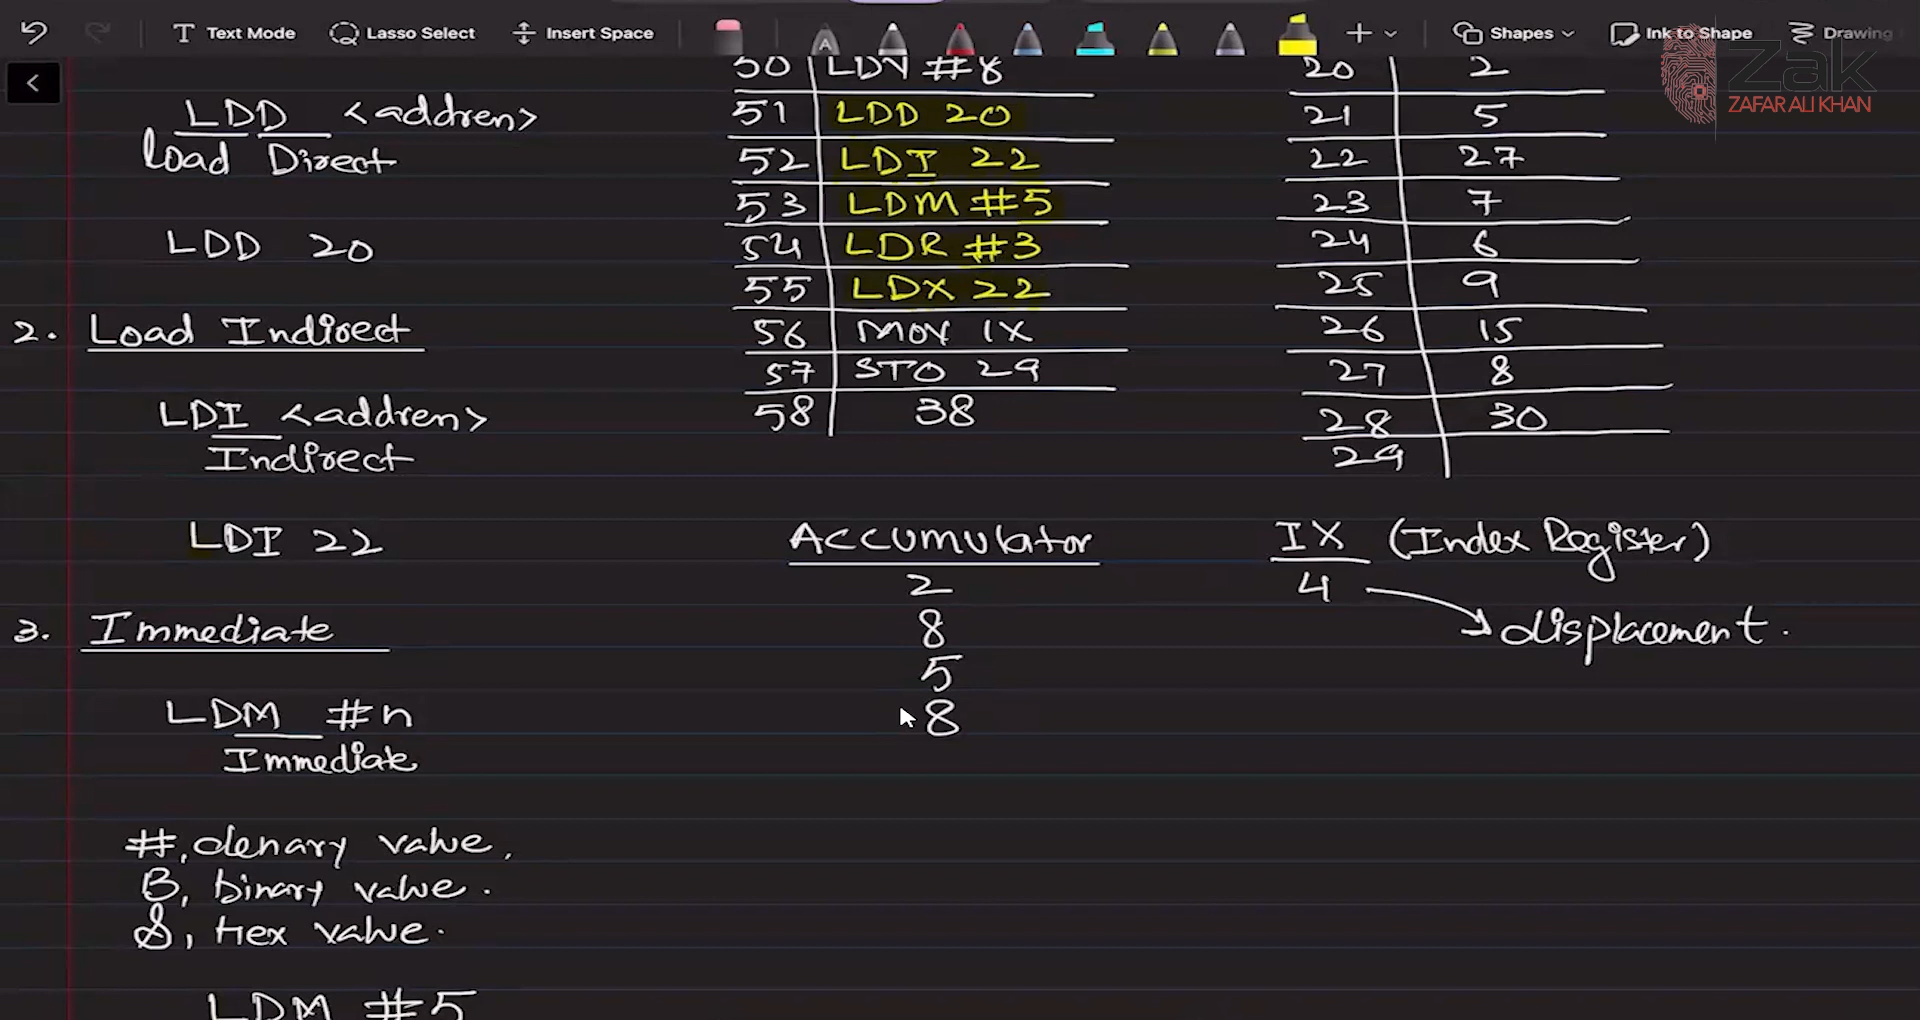 Text Mode Lasso Select Insert Space Shapes Ink to Shape Drawing
Zak
ZAFAR ALI KHAN
LDD <address>
Load Direct
LDD 20
2. Load Indirect
LDI <address>
Indirect
LDI 22
3. Immediate
LDM #n
Immediate
#, denary value,
B, binary value.
&, Hex value.
LDM #5
50 #8
51 LDD 20
52 LDI 22
53 LDM #5
54 LDR #3
55 LDX 22
56 MOV IX
57 STO 29
58 38
20 2
21 5
22 27
23 7
24 6
25 9
26 15
27 8
28 30
29
Accumulator
2
8
5
8
IX (Index Register)
4
displacement.